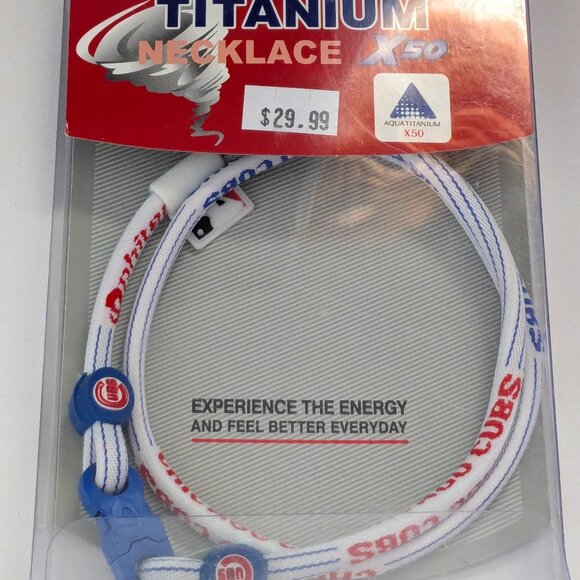 TITANIUM
NECKLACE X50
$29.99
AQUATITANIUM
X50
CUBS
EXPERIENCE THE ENERGY
AND FEEL BETTER EVERYDAY
CUBS
CUBS